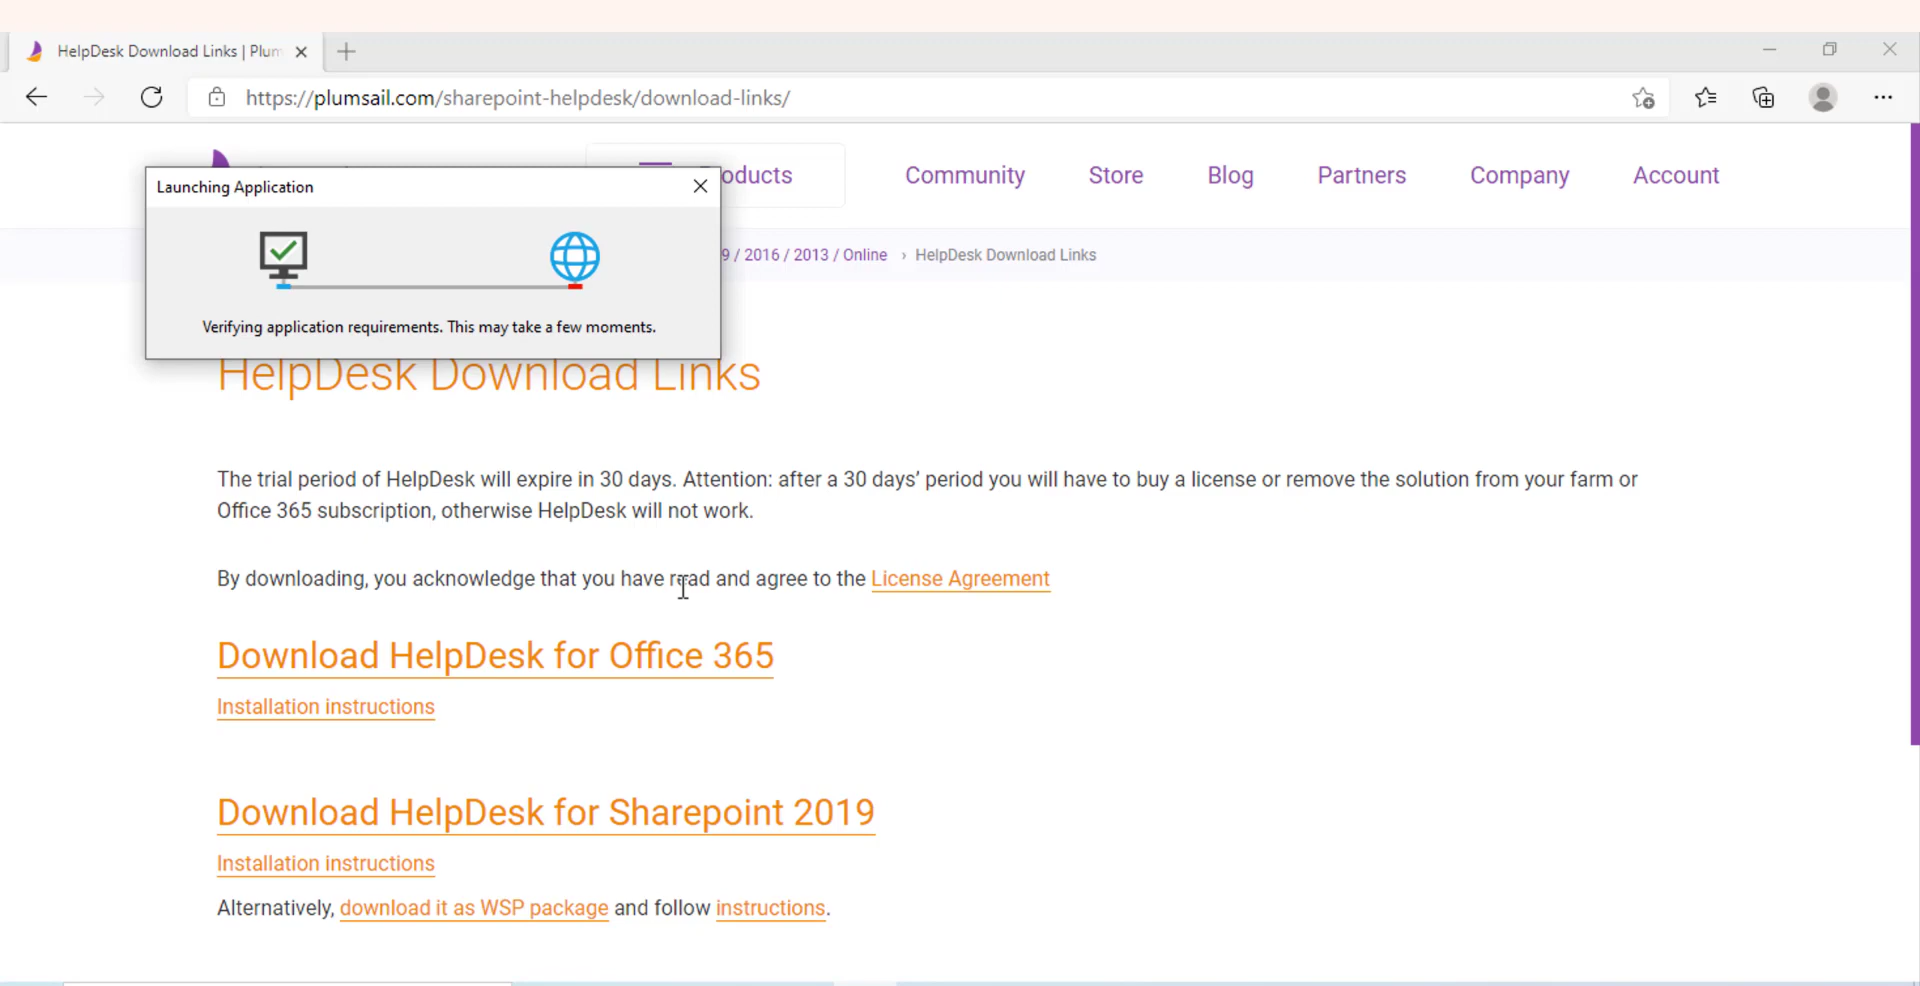 HelpDesk Download Links | Plum
https://plumsail.com/sharepoint-helpdesk/download-links/
oducts Community Store Blog Partners Company Account
Launching Application
9 / 2016 / 2013 / Online › HelpDesk Download Links
Verifying application requirements. This may take a few moments.
HelpDesk Download Links
The trial period of HelpDesk will expire in 30 days. Attention: after a 30 days’ period you will have to buy a license or remove the solution from your farm or
Office 365 subscription, otherwise HelpDesk will not work.
By downloading, you acknowledge that you have read and agree to the License Agreement
Download HelpDesk for Office 365
Installation instructions
Download HelpDesk for Sharepoint 2019
Installation instructions
Alternatively, download it as WSP package and follow instructions.